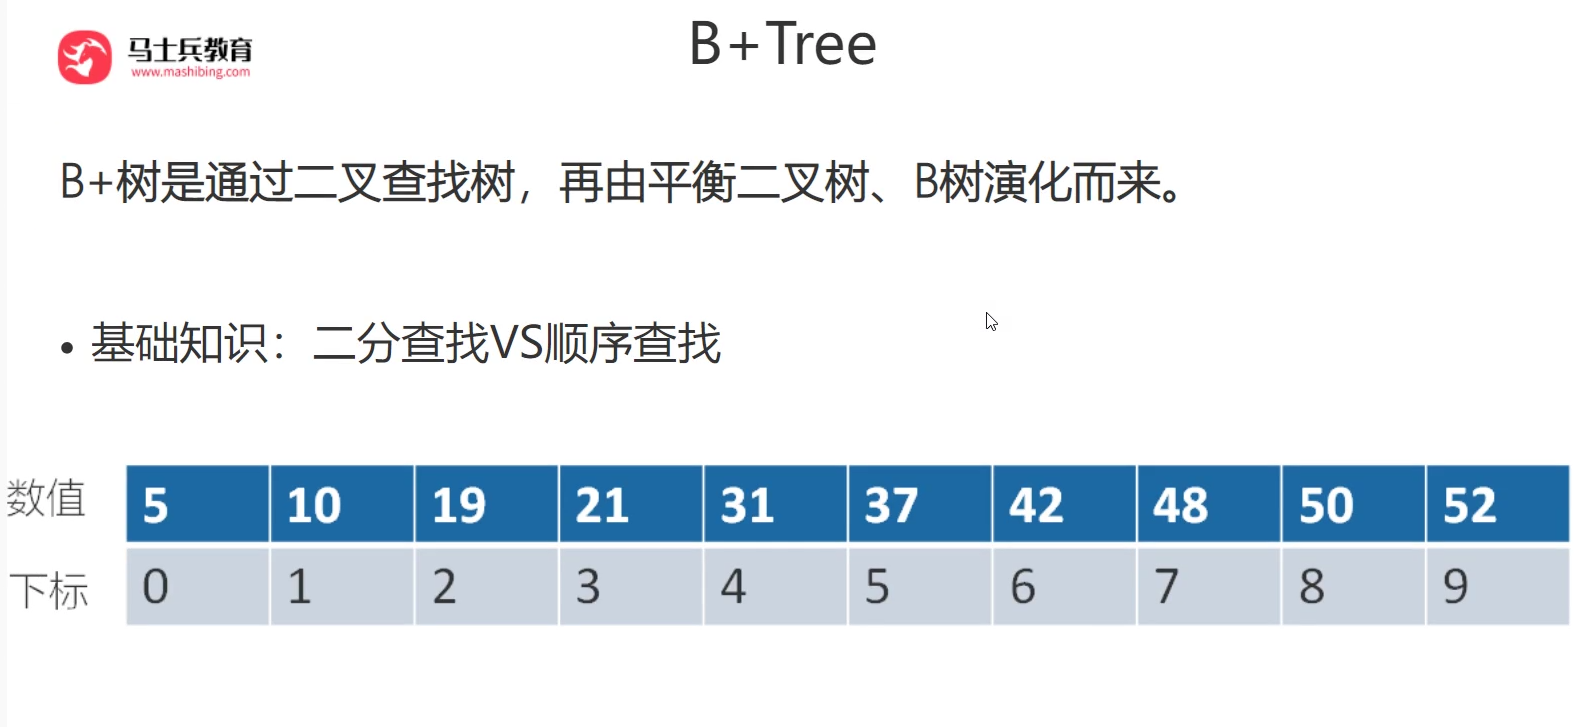 马士兵教育
www.mashibing.com
B+Tree
B+树是通过二叉查找树，再由平衡二叉树、B树演化而来。
• 基础知识：二分查找VS顺序查找
数值 5 10 19 21 31 37 42 48 50 52
下标 0 1 2 3 4 5 6 7 8 9